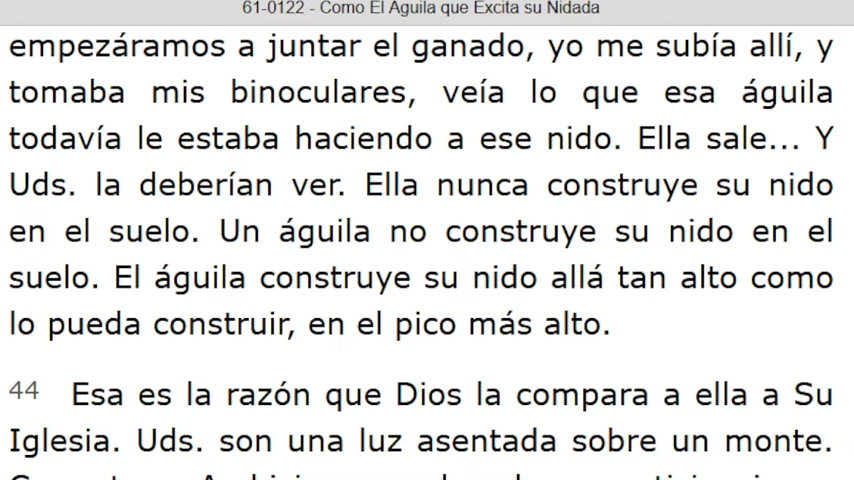 61-0122 - Como El Aguila que Excita su Nidada
empezáramos a juntar el ganado, yo me subía allí, y
tomaba mis binoculares, veía lo que esa águila
todavía le estaba haciendo a ese nido. Ella sale... Y
Uds. la deberían ver. Ella nunca construye su nido
en el suelo. Un águila no construye su nido en el
suelo. El águila construye su nido allá tan alto como
lo pueda construir, en el pico más alto.
44 Esa es la razón que Dios la compara a ella a Su
Iglesia. Uds. son una luz asentada sobre un monte.